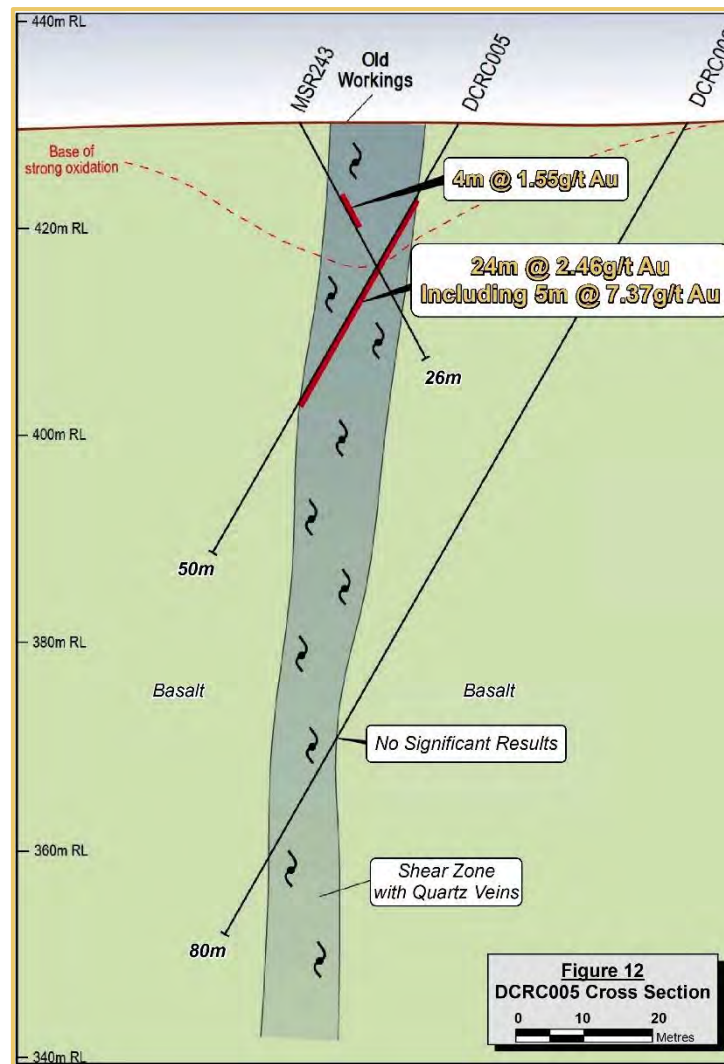 440m RL
MSR243
Old
Workings
DCRC005
Base of
strong oxidation
4m @ 1.55g/t Au
420m RL
24m @ 2.46g/t Au
Including 5m @ 7.37g/t Au
26m
400m RL
50m
380m RL
Basalt
Basalt
No Significant Results
360m RL
Shear Zone
with Quartz Veins
80m
Figure 12
DCRC005 Cross Section
0 10 20
Metres
340m RL